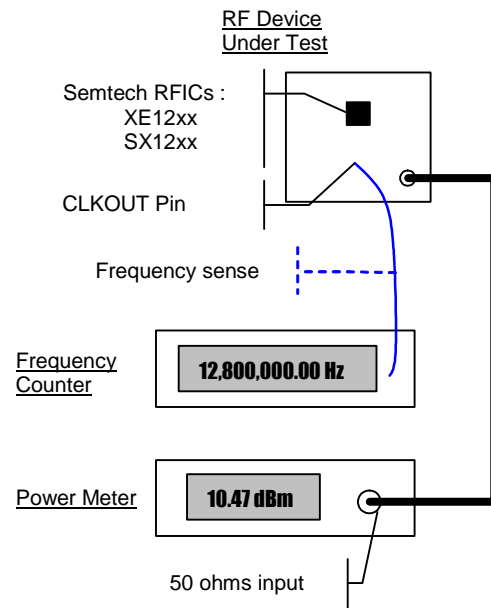 RF Device
Under Test
Semtech RFICs :
XE12xx
SX12xx
CLKOUT Pin
Frequency sense
Frequency
Counter
12,800,000.00 Hz
Power Meter
10.47 dBm
50 ohms input